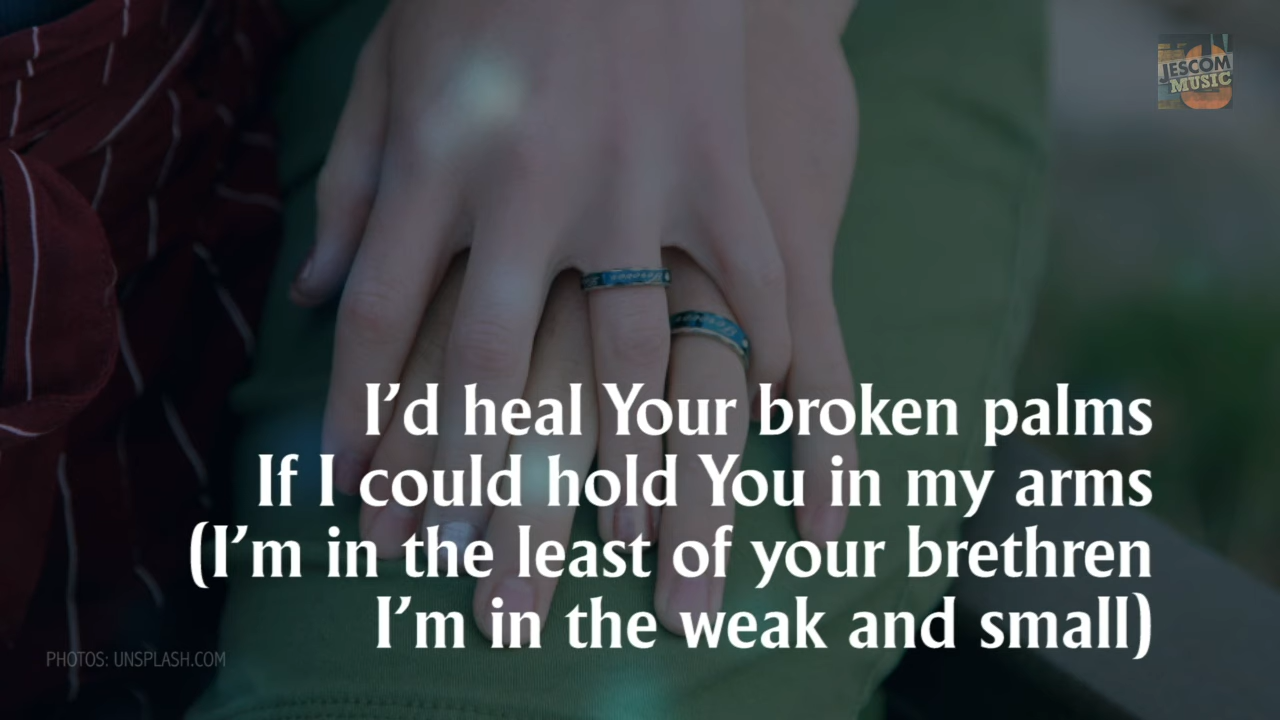 JESCOM
MUSIC
I’d heal Your broken palms
If I could hold You in my arms
(I’m in the least of your brethren
I’m in the weak and small)
PHOTOS: UNSPLASH.COM